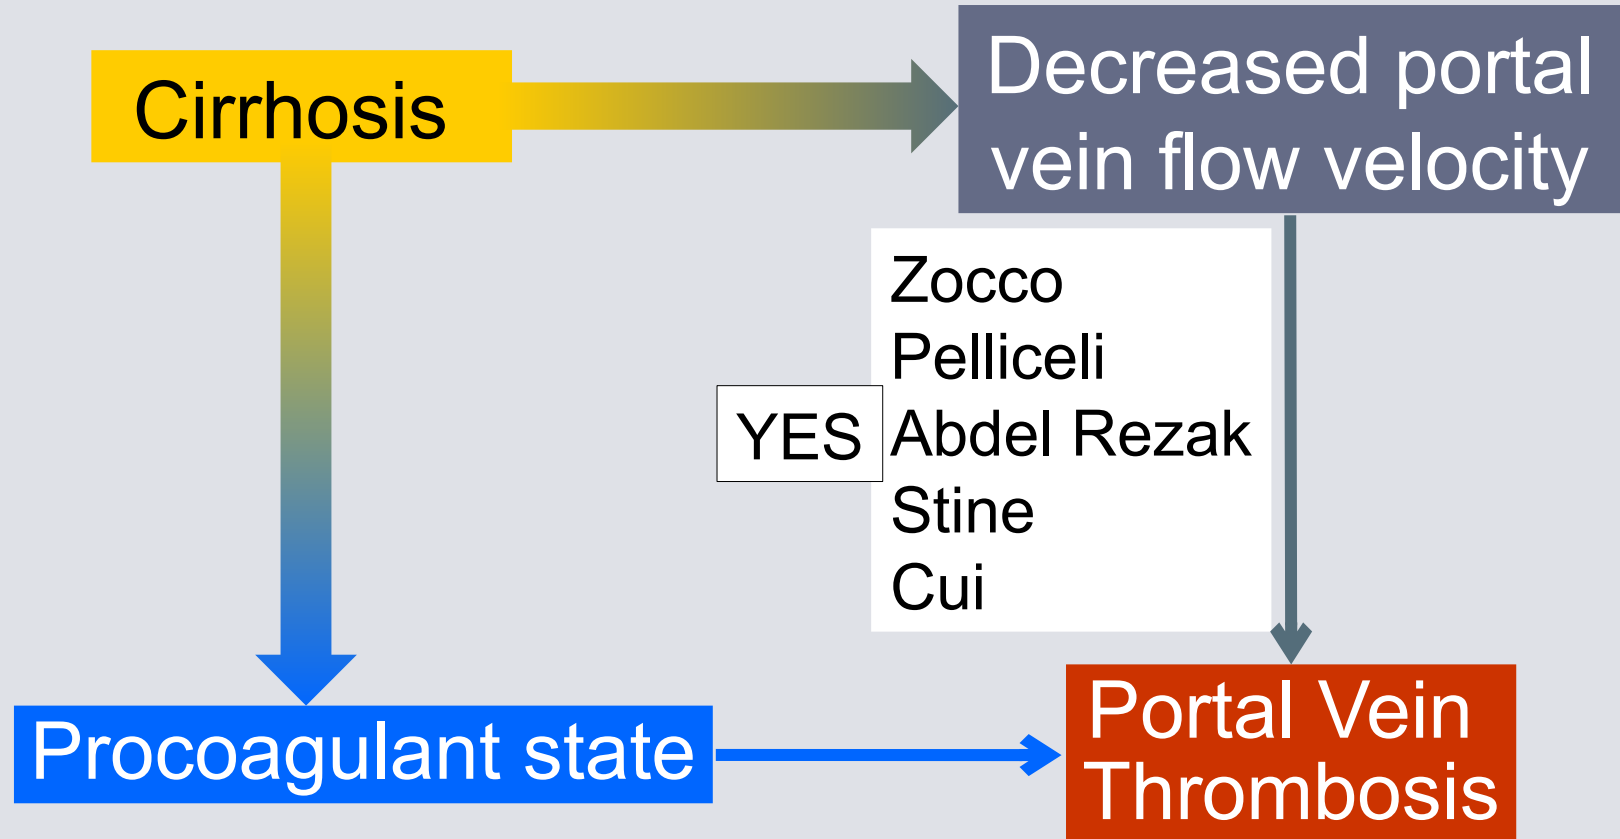 Cirrhosis
Decreased portal
vein flow velocity
Zocco
Pelliceli
YES
Abdel Rezak
Stine
Cui
Procoagulant state
Portal Vein
Thrombosis